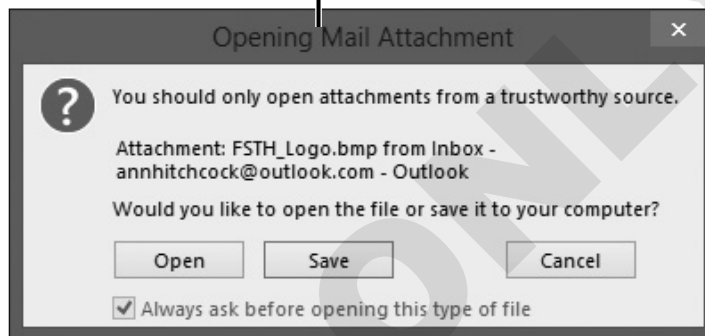 Opening Mail Attachment
You should only open attachments from a trustworthy source.
Attachment: FSTH_Logo.bmp from Inbox -
annhitchcock@outlook.com - Outlook
Would you like to open the file or save it to your computer?
Open Save Cancel
Always ask before opening this type of file